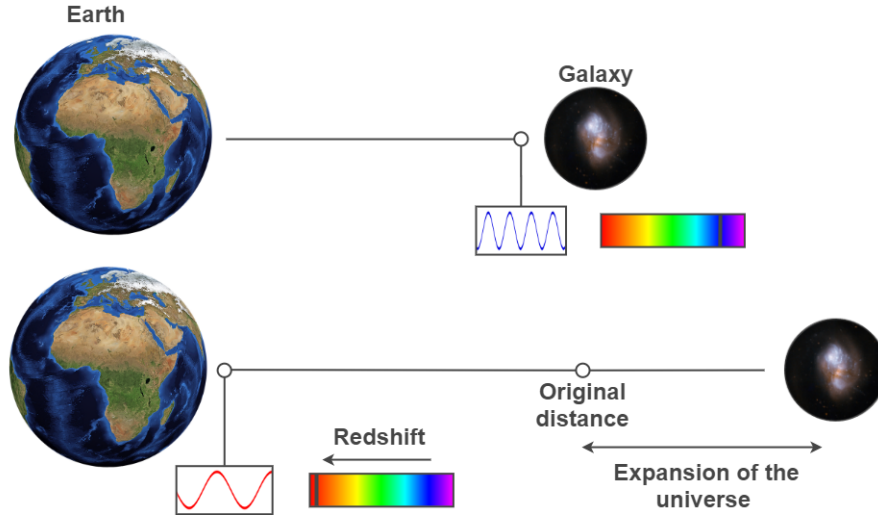 Earth
Galaxy
Original
distance
Redshift
Expansion of the
universe